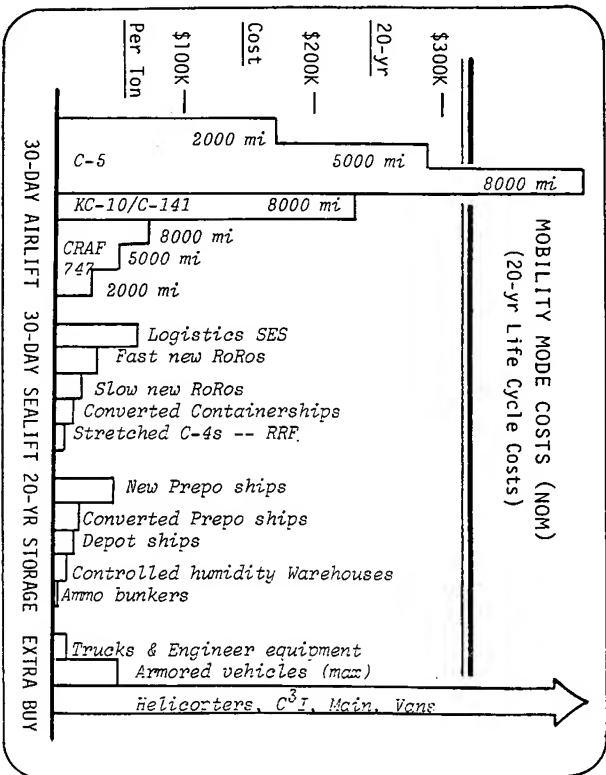 MOBILITY MODE COSTS (NOM)
(20-yr Life Cycle Costs)
$300K
20-yr
$200K
Cost
$100K
Per Ton
2000 mi
5000 mi
8000 mi
C-5
KC-10/C-141
8000 mi
8000 mi
CRAF
5000 mi
747
2000 mi
Logistics SES
Fast new RoRos
Slow new RoRos
Converted Containerships
Stretched C-4s -- RRF
New Prepo ships
Converted Prepo ships
Depot ships
Controlled humidity Warehouses
Ammo bunkers
Trucks & Engineer equipment
Armored vehicles (max)
Helicorters, C3I, Main, Vans
30-DAY AIRLIFT
30-DAY SEALIFT
20-YR STORAGE
EXTRA BUY